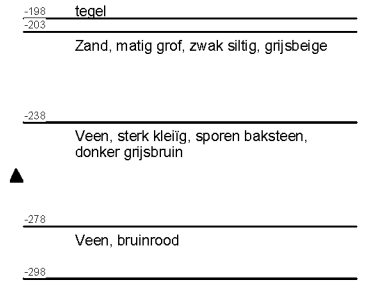 -198 tegel
-203
Zand, matig grof, zwak siltig, grijsbeige
-238
Veen, sterk kleiïg, sporen baksteen,
donker grijsbruin
-278
Veen, bruinrood
-298